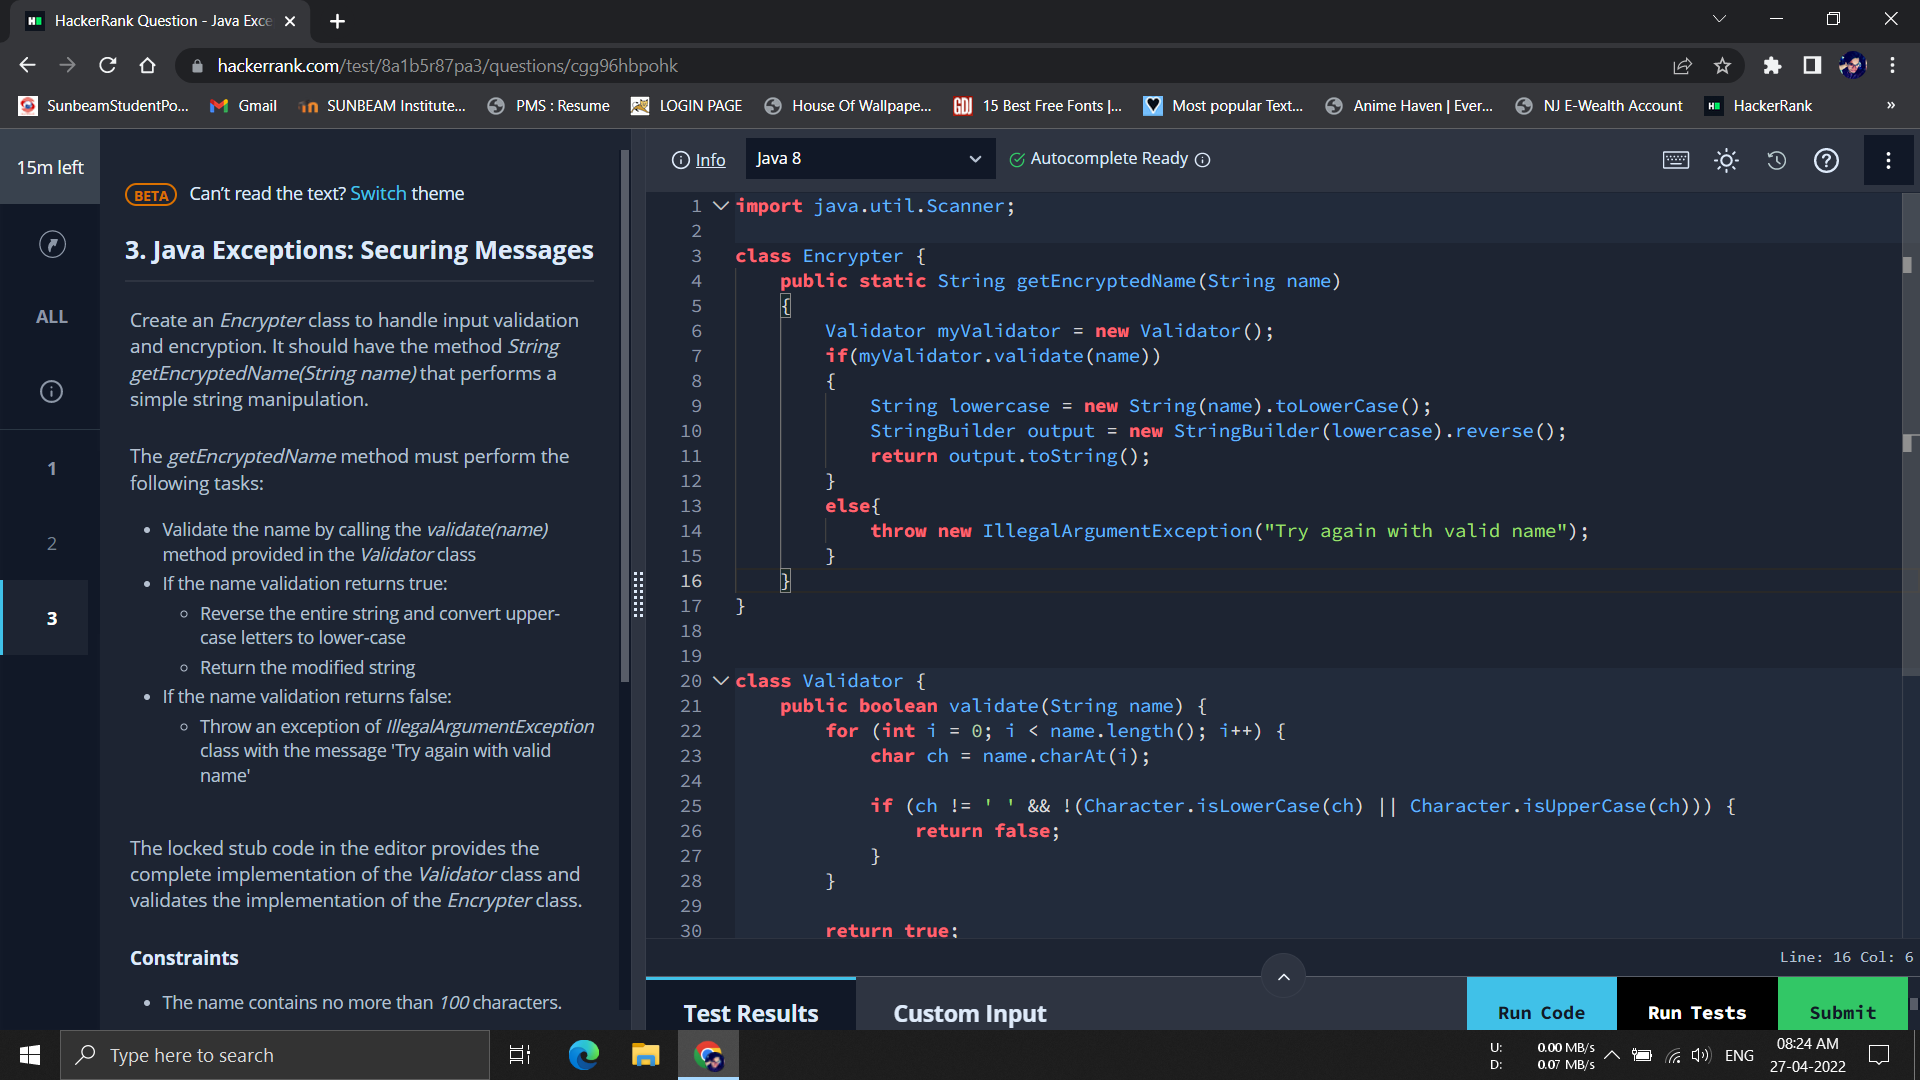 HackerRank Question - Java Exce
hackerrank.com/test/8a1b5r87pa3/questions/cgg96hbpohk
SunbeamStudentPo... Gmail SUNBEAM Institute... PMS : Resume LOGIN PAGE House Of Wallpape... GDJ 15 Best Free Fonts |... Most popular Text... Anime Haven | Ever... NJ E-Wealth Account HackerRank »
15m left
ALL
1
2
3
BETA Can't read the text? Switch theme
3. Java Exceptions: Securing Messages
Create an Encrypter class to handle input validation
and encryption. It should have the method String
getEncryptedName(String name) that performs a
simple string manipulation.
The getEncryptedName method must perform the
following tasks:
• Validate the name by calling the validate(name)
method provided in the Validator class
• If the name validation returns true:
◦ Reverse the entire string and convert upper-
case letters to lower-case
◦ Return the modified string
• If the name validation returns false:
◦ Throw an exception of IllegalArgumentException
class with the message 'Try again with valid
name'
The locked stub code in the editor provides the
complete implementation of the Validator class and
validates the implementation of the Encrypter class.
Constraints
• The name contains no more than 100 characters.
Info Java 8 Autocomplete Ready
1 import java.util.Scanner;
2
3 class Encrypter {
4 public static String getEncryptedName(String name)
5 {
6 Validator myValidator = new Validator();
7 if(myValidator.validate(name))
8 {
9 String lowercase = new String(name).toLowerCase();
10 StringBuilder output = new StringBuilder(lowercase).reverse();
11 return output.toString();
12 }
13 else{
14 throw new IllegalArgumentException("Try again with valid name");
15 }
16 }
17 }
18
19
20 class Validator {
21 public boolean validate(String name) {
22 for (int i = 0; i < name.length(); i++) {
23 char ch = name.charAt(i);
24
25 if (ch != ' ' && !(Character.isLowerCase(ch) || Character.isUpperCase(ch))) {
26 return false;
27 }
28 }
29
30 return true;
Line: 16 Col: 6
Test Results Custom Input Run Code Run Tests Submit
Type here to search
U: 0.00 MB/s
D: 0.07 MB/s
ENG
08:24 AM
27-04-2022